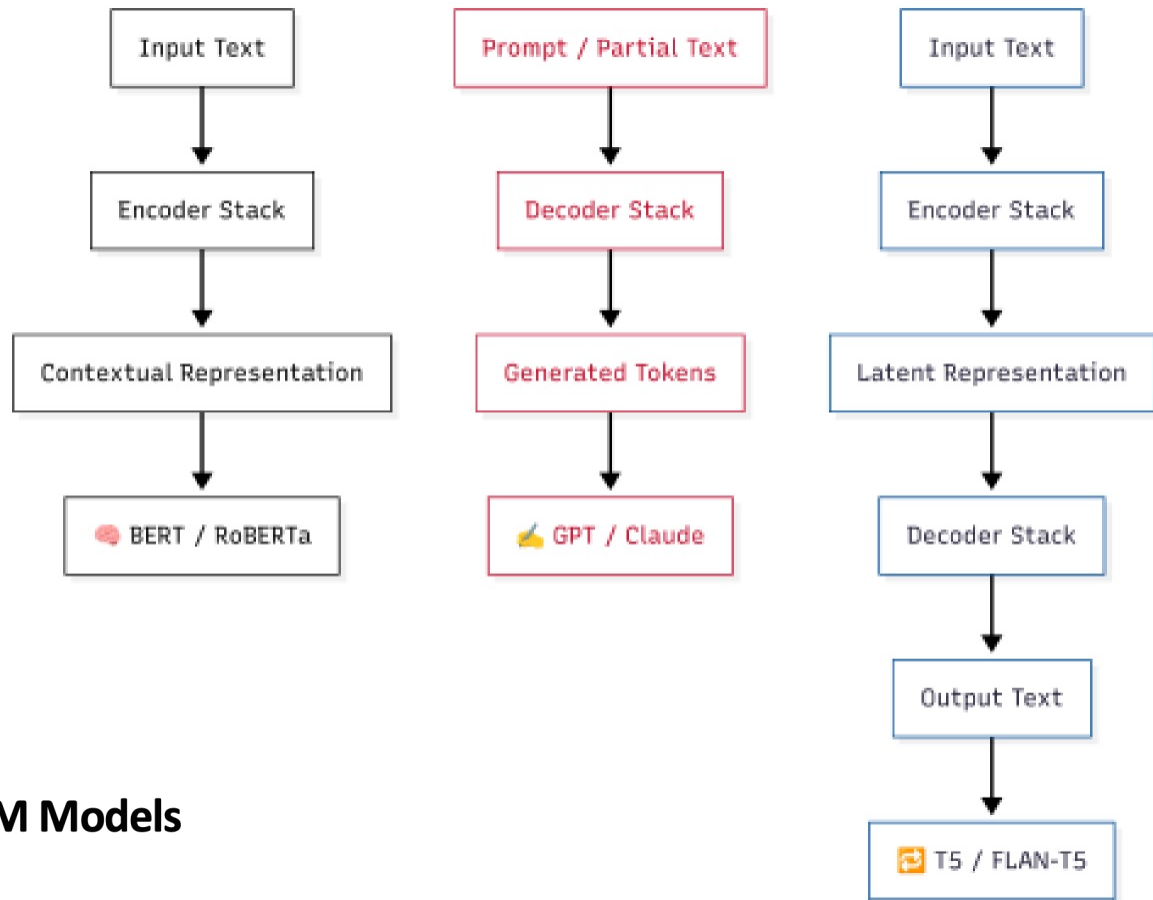 Input Text
Encoder Stack
Contextual Representation
🧠 BERT / RoBERTa
Prompt / Partial Text
Decoder Stack
Generated Tokens
✍️ GPT / Claude
Input Text
Encoder Stack
Latent Representation
Decoder Stack
Output Text
🔁 T5 / FLAN-T5
M Models